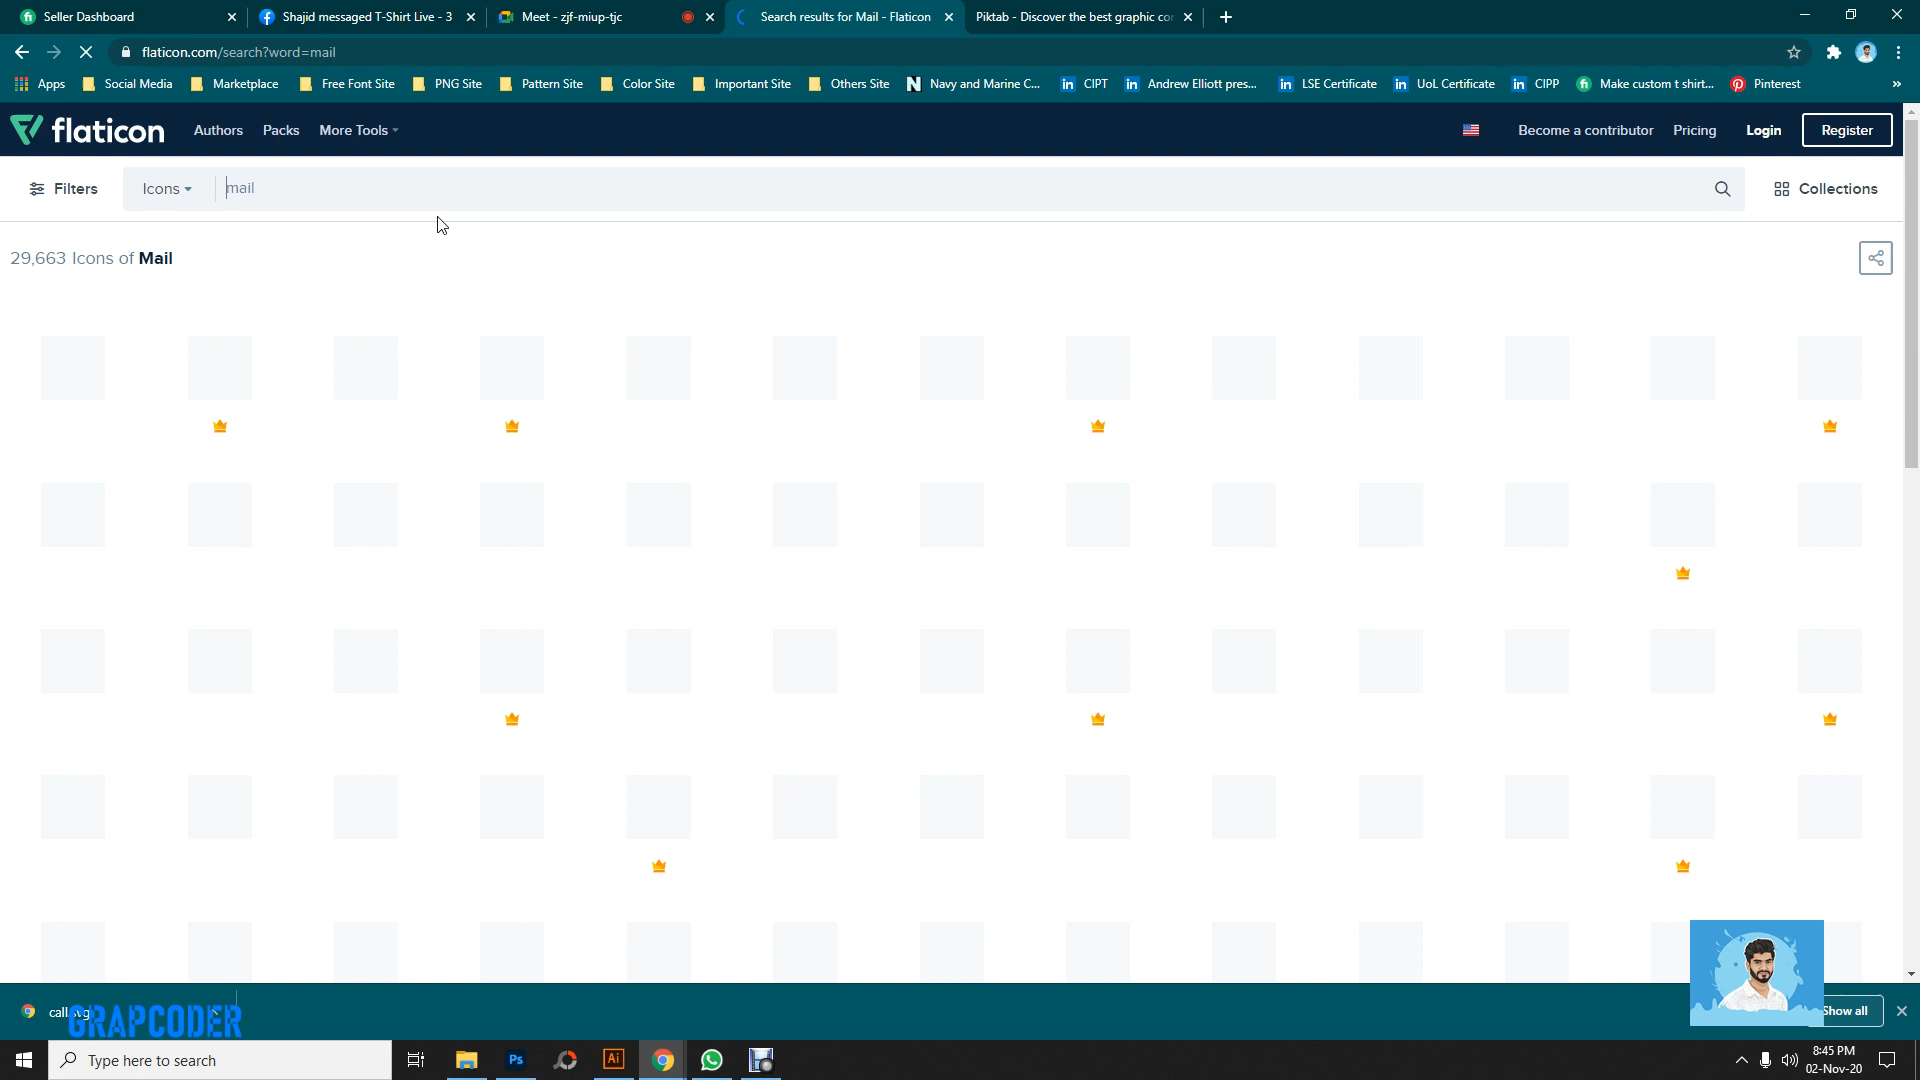 Seller Dashboard
Shajid messaged T-Shirt Live - 3
Meet - zjf-miup-tjc
Search results for Mail - Flaticon
Piktab - Discover the best graphic cor
flaticon.com/search?word=mail
Apps
Social Media
Marketplace
Free Font Site
PNG Site
Pattern Site
Color Site
Important Site
Others Site
Navy and Marine C...
CIPT
Andrew Elliott pres...
LSE Certificate
UoL Certificate
CIPP
Make custom t shirt...
Pinterest
flaticon
Authors
Packs
More Tools
Become a contributor
Pricing
Login
Register
Filters
Icons
mail
Collections
29,663 Icons of Mail
GRAPCODER
Show all
Type here to search
Ps
Ai
8:45 PM
02-Nov-20